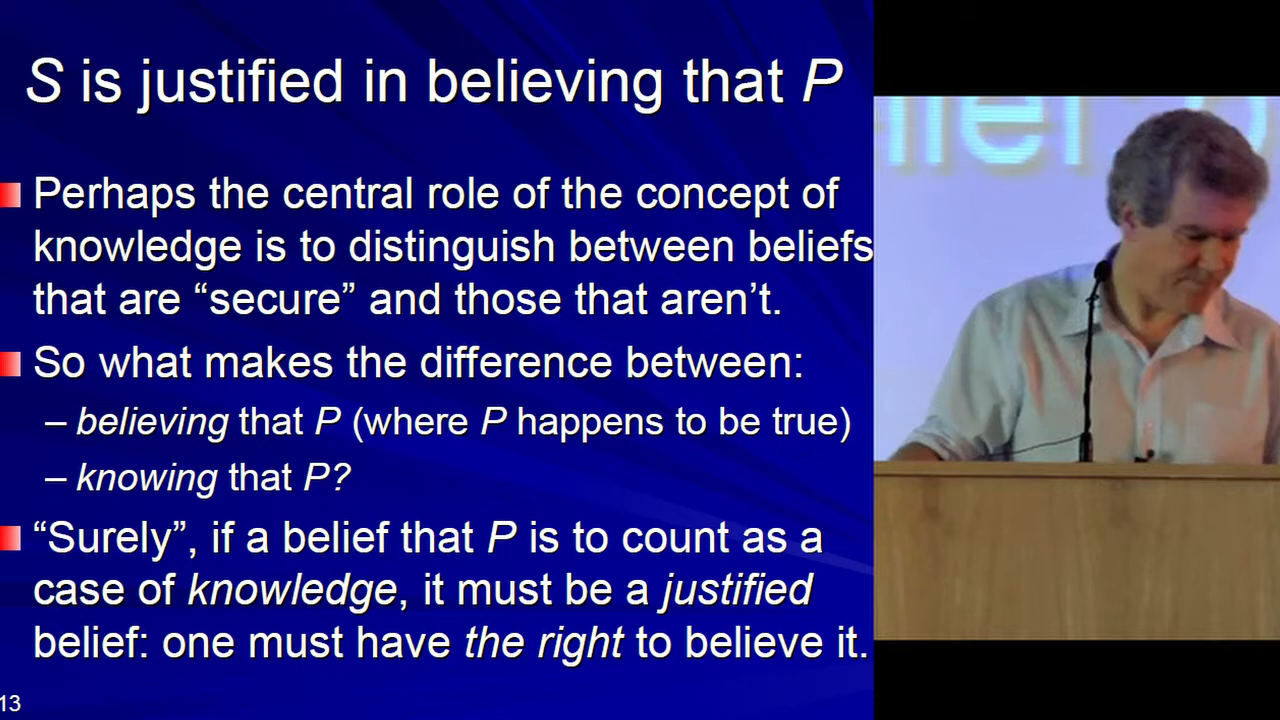 S is justified in believing that P
Perhaps the central role of the concept of
knowledge is to distinguish between beliefs
that are “secure” and those that aren’t.
So what makes the difference between:
– believing that P (where P happens to be true)
– knowing that P?
“Surely”, if a belief that P is to count as a
case of knowledge, it must be a justified
belief: one must have the right to believe it.
13